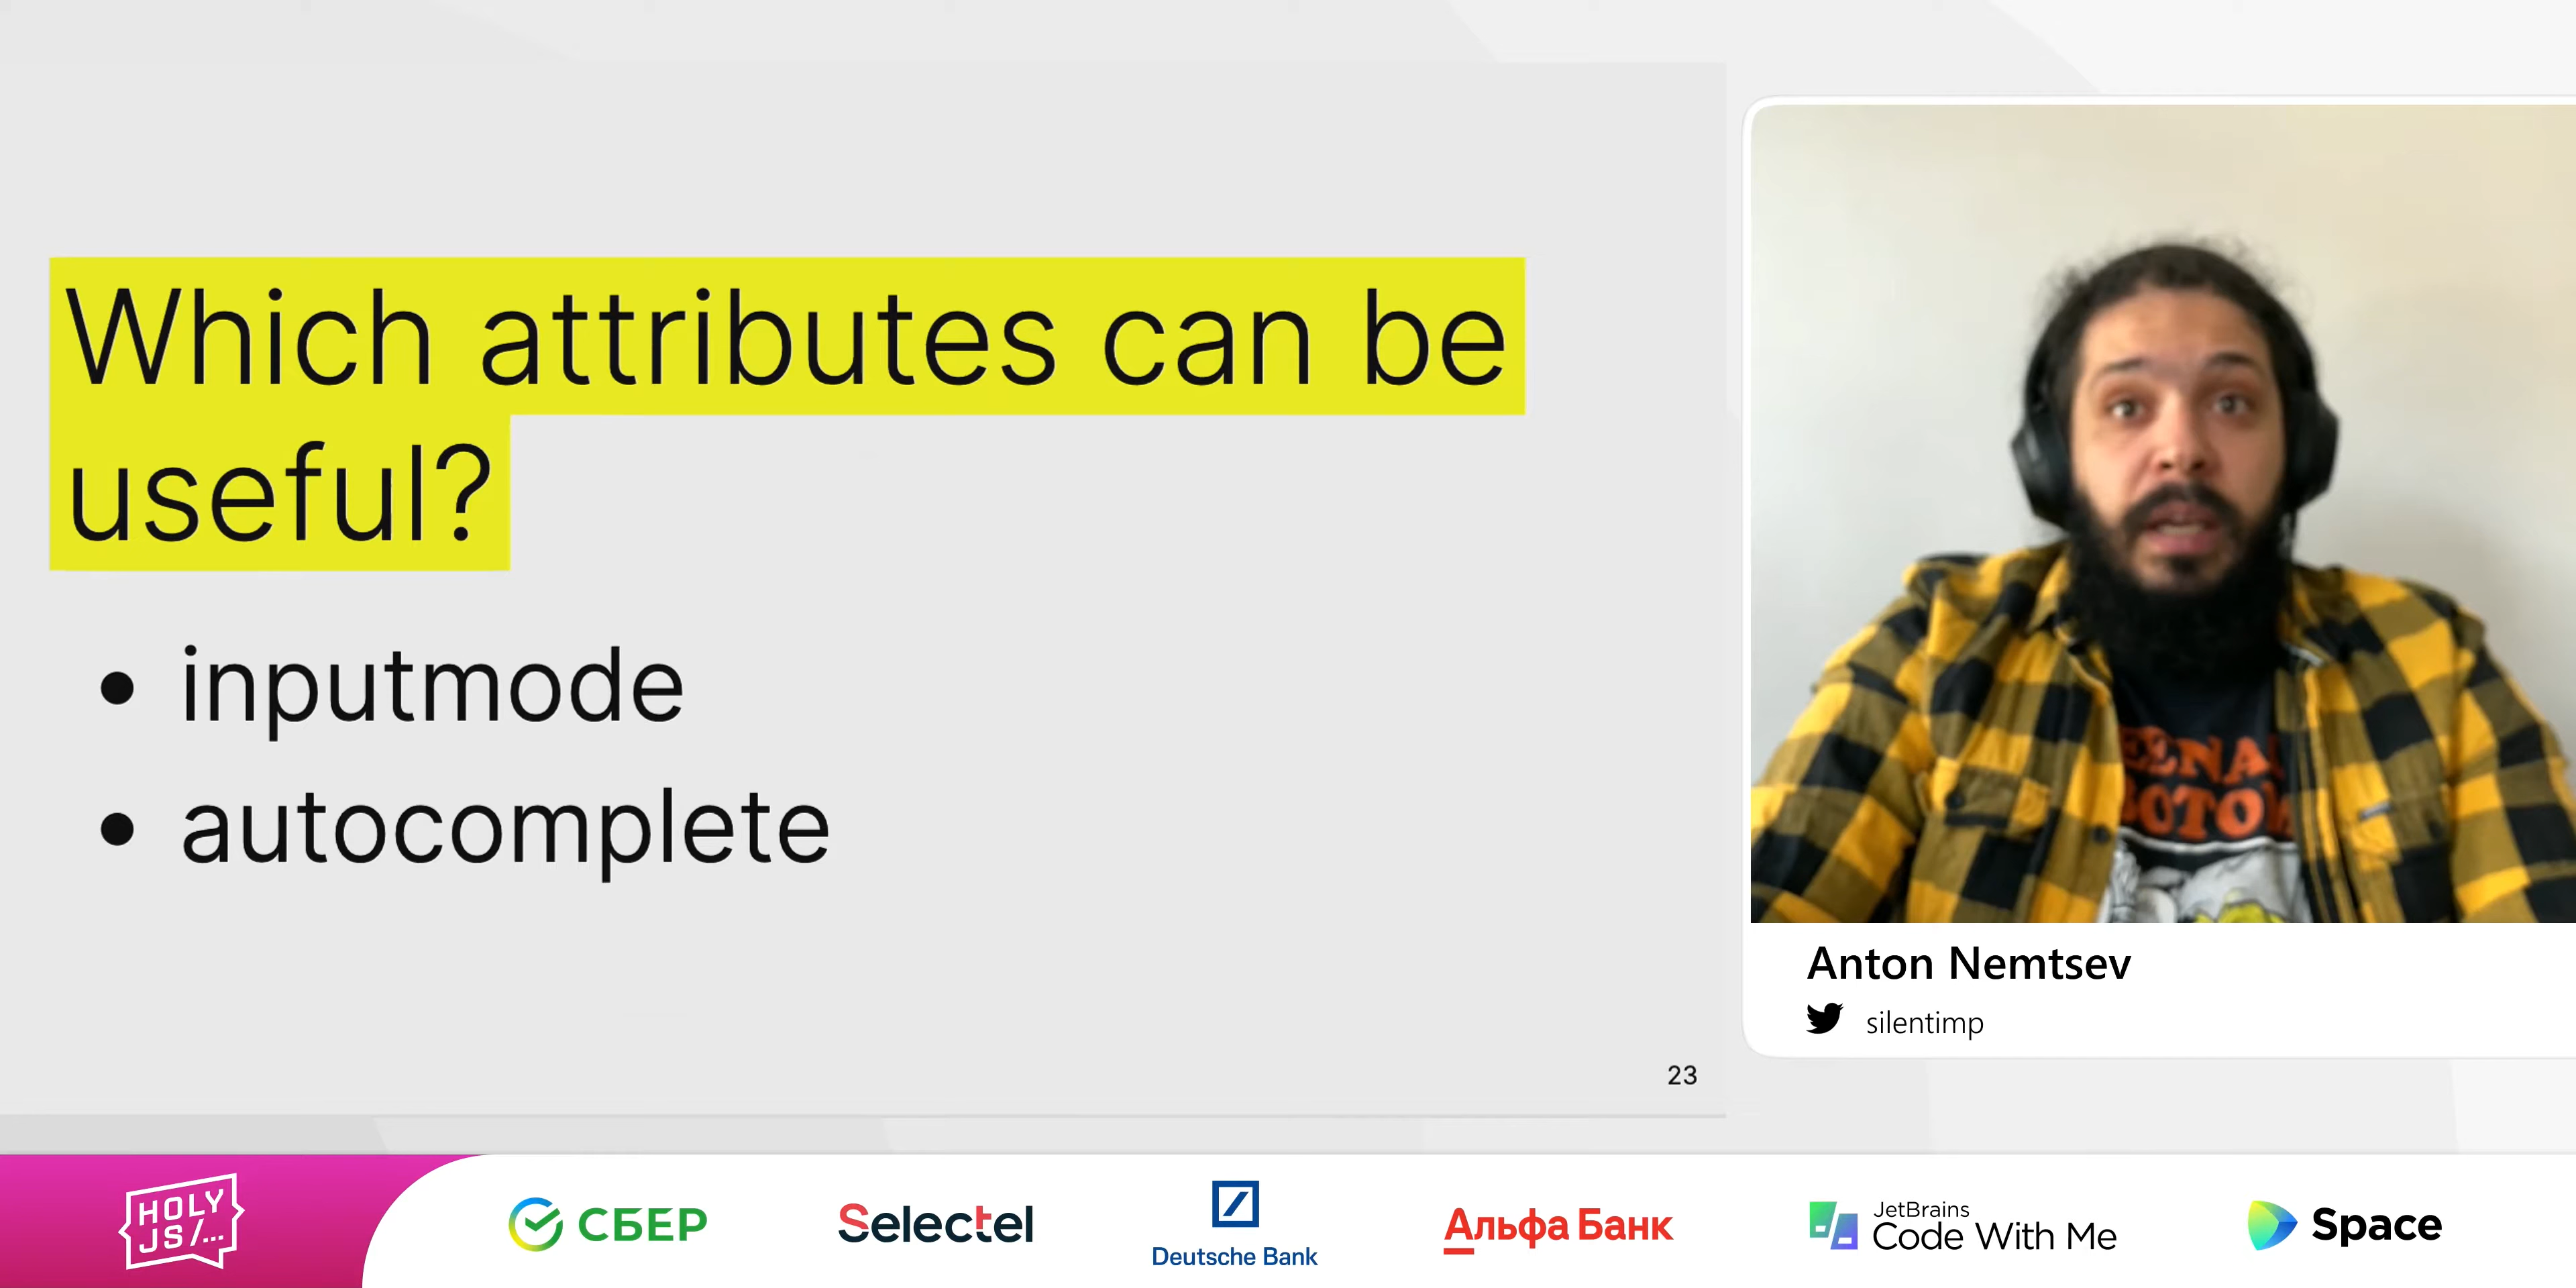 Which attributes can be
useful?
• inputmode
• autocomplete
23
Anton Nemtsev
silentimp
HOLY
JS/...
СБЕР
Selectel
Deutsche Bank
Альфа Банк
JetBrains
Code With Me
Space